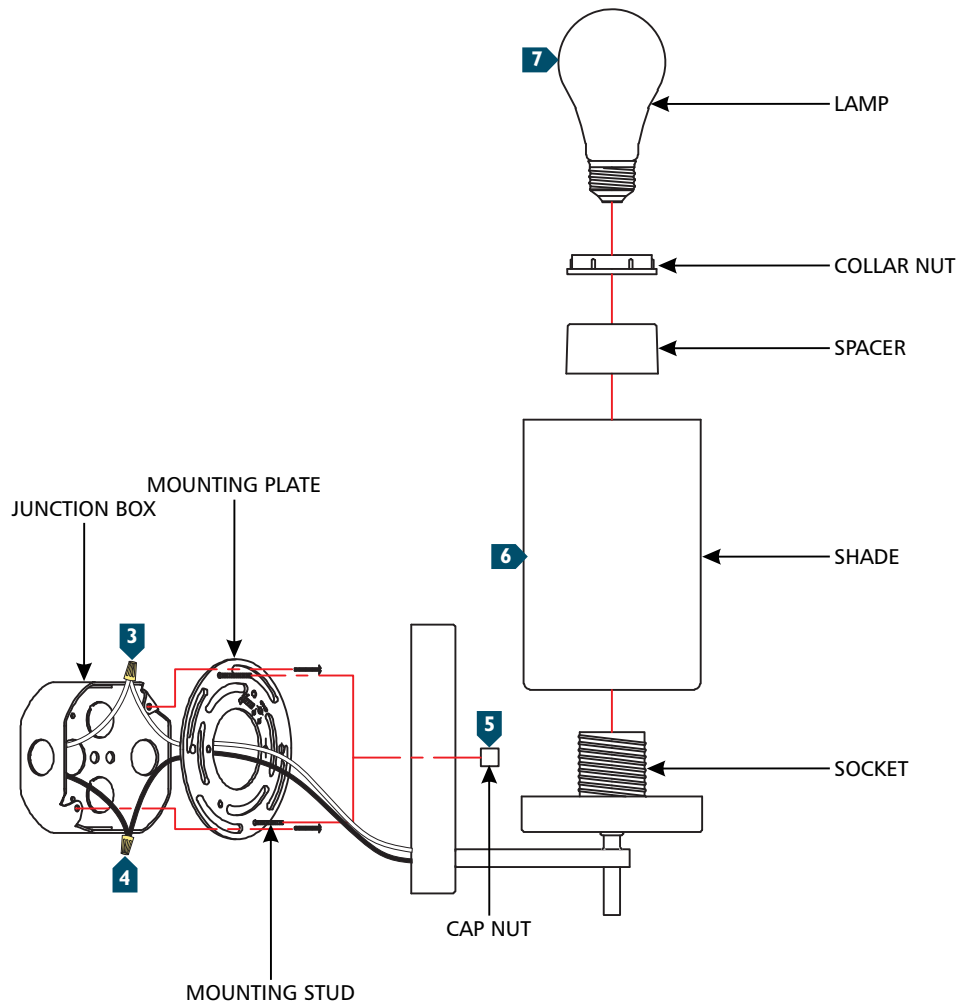 7
LAMP
COLLAR NUT
SPACER
MOUNTING PLATE
JUNCTION BOX
6
SHADE
3
5
SOCKET
4
CAP NUT
MOUNTING STUD